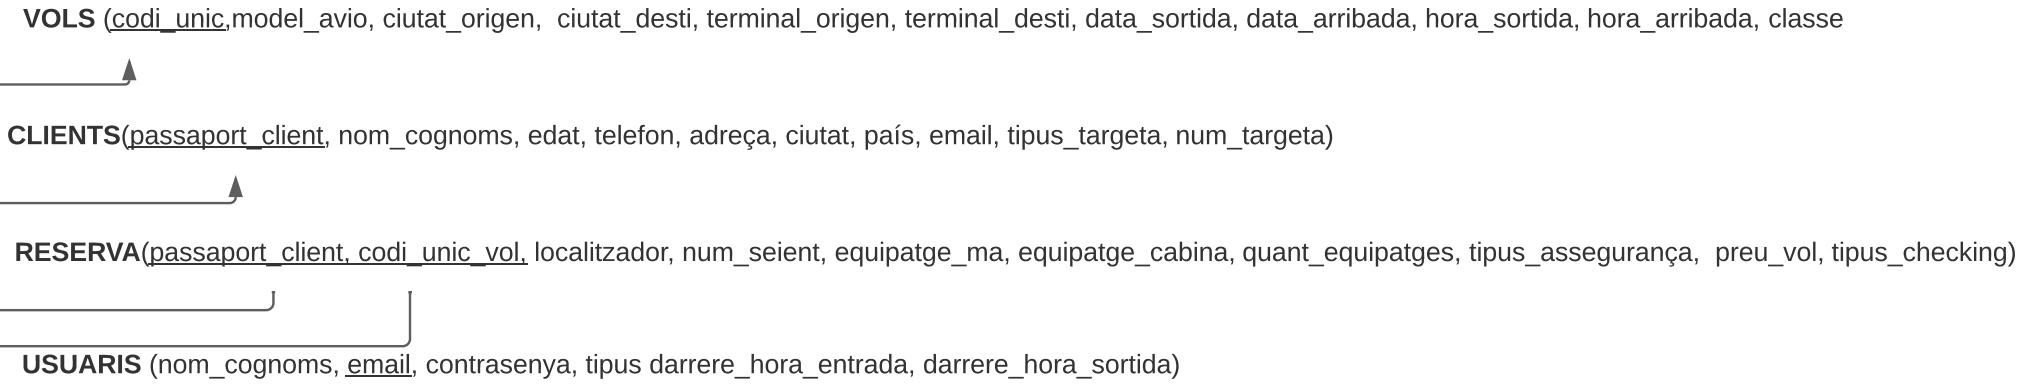 VOLS (codi_unic,model_avio, ciutat_origen,  ciutat_desti, terminal_origen, terminal_desti, data_sortida, data_arribada, hora_sortida, hora_arribada, classe
CLIENTS(passaport_client, nom_cognoms, edat, telefon, adreça, ciutat, país, email, tipus_targeta, num_targeta)
RESERVA(passaport_client, codi_unic_vol, localitzador, num_seient, equipatge_ma, equipatge_cabina, quant_equipatges, tipus_assegurança,  preu_vol, tipus_checking)
USUARIS (nom_cognoms, email, contrasenya, tipus darrere_hora_entrada, darrere_hora_sortida)